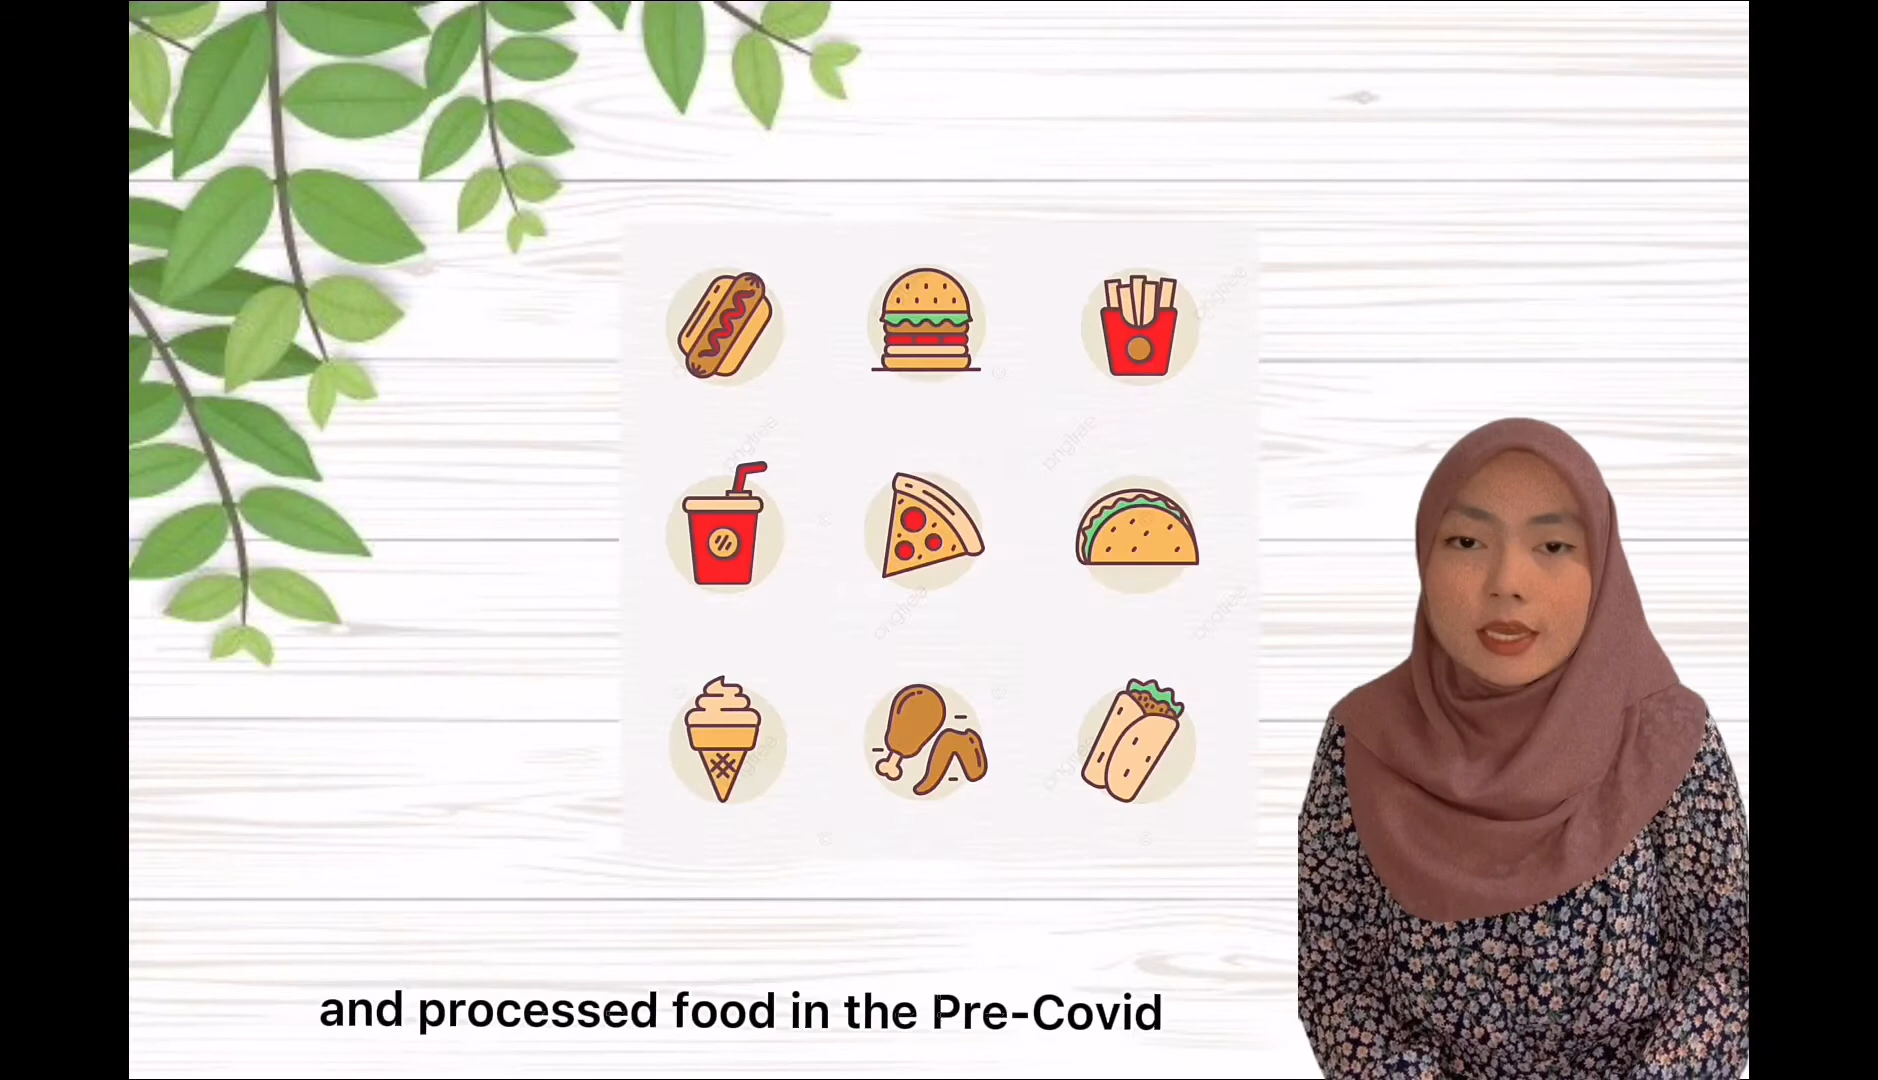 and processed food in the Pre-Covid